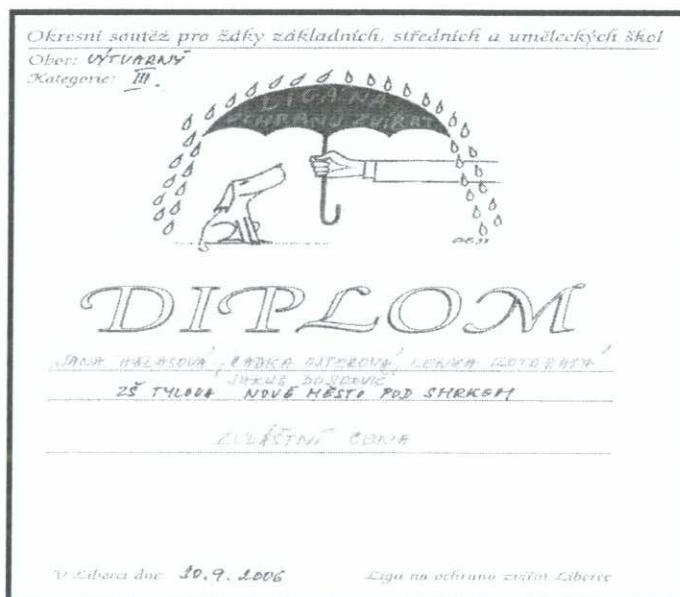 Okresní soutěž pro žáky základních, středních a uměleckých škol
Obor: VÝTVARNÝ
Kategorie: III.
LIGA NA
OCHRANU ZVÍŘAT
DIPLOM
JANA HALASOVÁ, RADKA LENKA
JAKUB
ZŠ TYLOVA NOVÉ MĚSTO POD SMRKEM
ZVLÁŠTNÍ CENA
V Liberci dne: 10.9.2006 Liga na ochranu zvířat Liberec